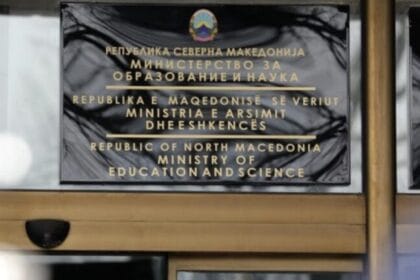 РЕПУБЛИКА СЕВЕРНА МАКЕДОНИЈА
МИНИСТЕРСТВО ЗА
ОБРАЗОВАНИЕ И НАУКА
REPUBLIKA E MAQEDONISË SË VERIUT
MINISTRIA E ARSIMIT
DHE E SHKENCËS
REPUBLIC OF NORTH MACEDONIA
MINISTRY OF
EDUCATION AND SCIENCE